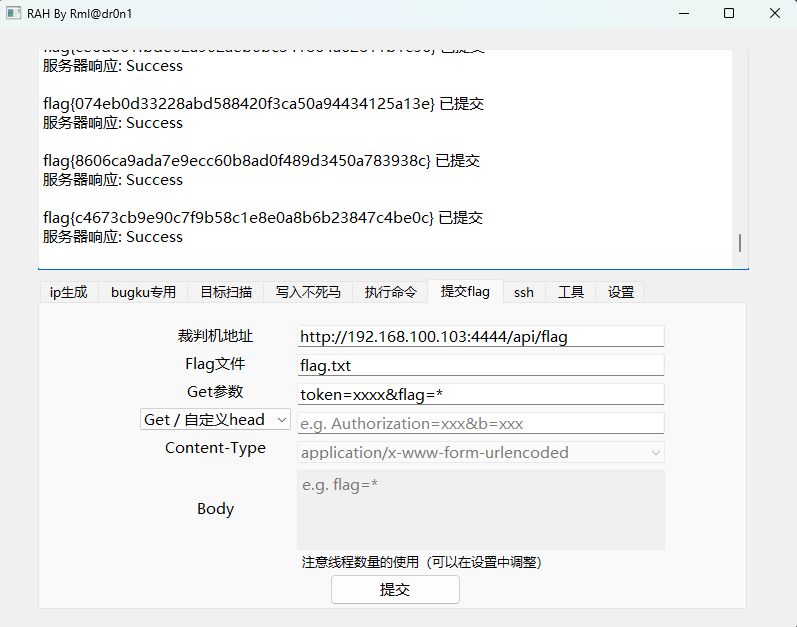 RAH By Rml@dr0n1
服务器响应: Success
flag{074eb0d33228abd588420f3ca50a94434125a13e} 已提交
服务器响应: Success
flag{8606ca9ada7e9ecc60b8ad0f489d3450a783938c} 已提交
服务器响应: Success
flag{c4673cb9e90c7f9b58c1e8e0a8b6b23847c4be0c} 已提交
服务器响应: Success
ip生成 bugku专用 目标扫描 写入不死马 执行命令 提交flag ssh 工具 设置
裁判机地址 http://192.168.100.103:4444/api/flag
Flag文件 flag.txt
Get参数 token=xxxx&flag=*
Get / 自定义head e.g. Authorization=xxx&b=xxx
Content-Type application/x-www-form-urlencoded
e.g. flag=*
Body
注意线程数量的使用（可以在设置中调整）
提交